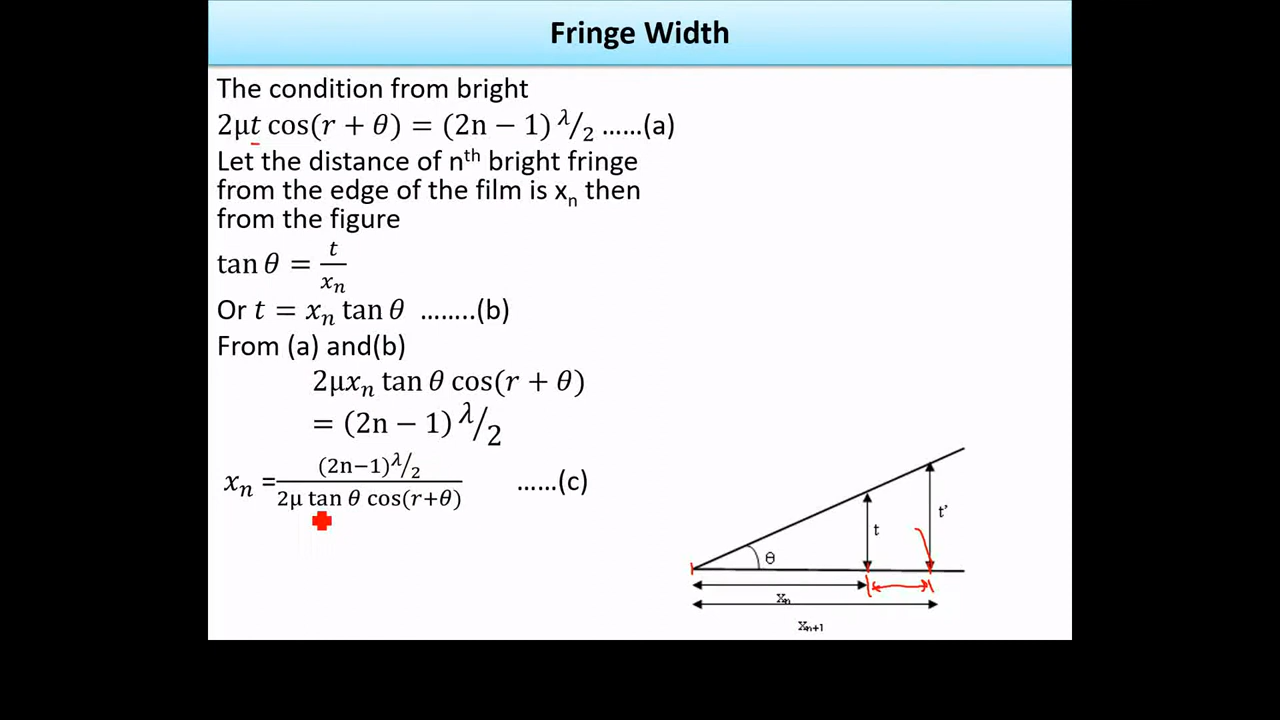 Fringe Width
The condition from bright
2μt cos(r + θ) = (2n − 1) λ/2 ......(a)
Let the distance of nth bright fringe
from the edge of the film is xn then
from the figure
tan θ = t/xn
Or t = xn tan θ ........(b)
From (a) and(b)
2μxn tan θ cos(r + θ)
= (2n − 1) λ/2
xn = (2n−1)λ/2 / 2μ tan θ cos(r+θ) ......(c)
t'
t
θ
Xn
Xn+1